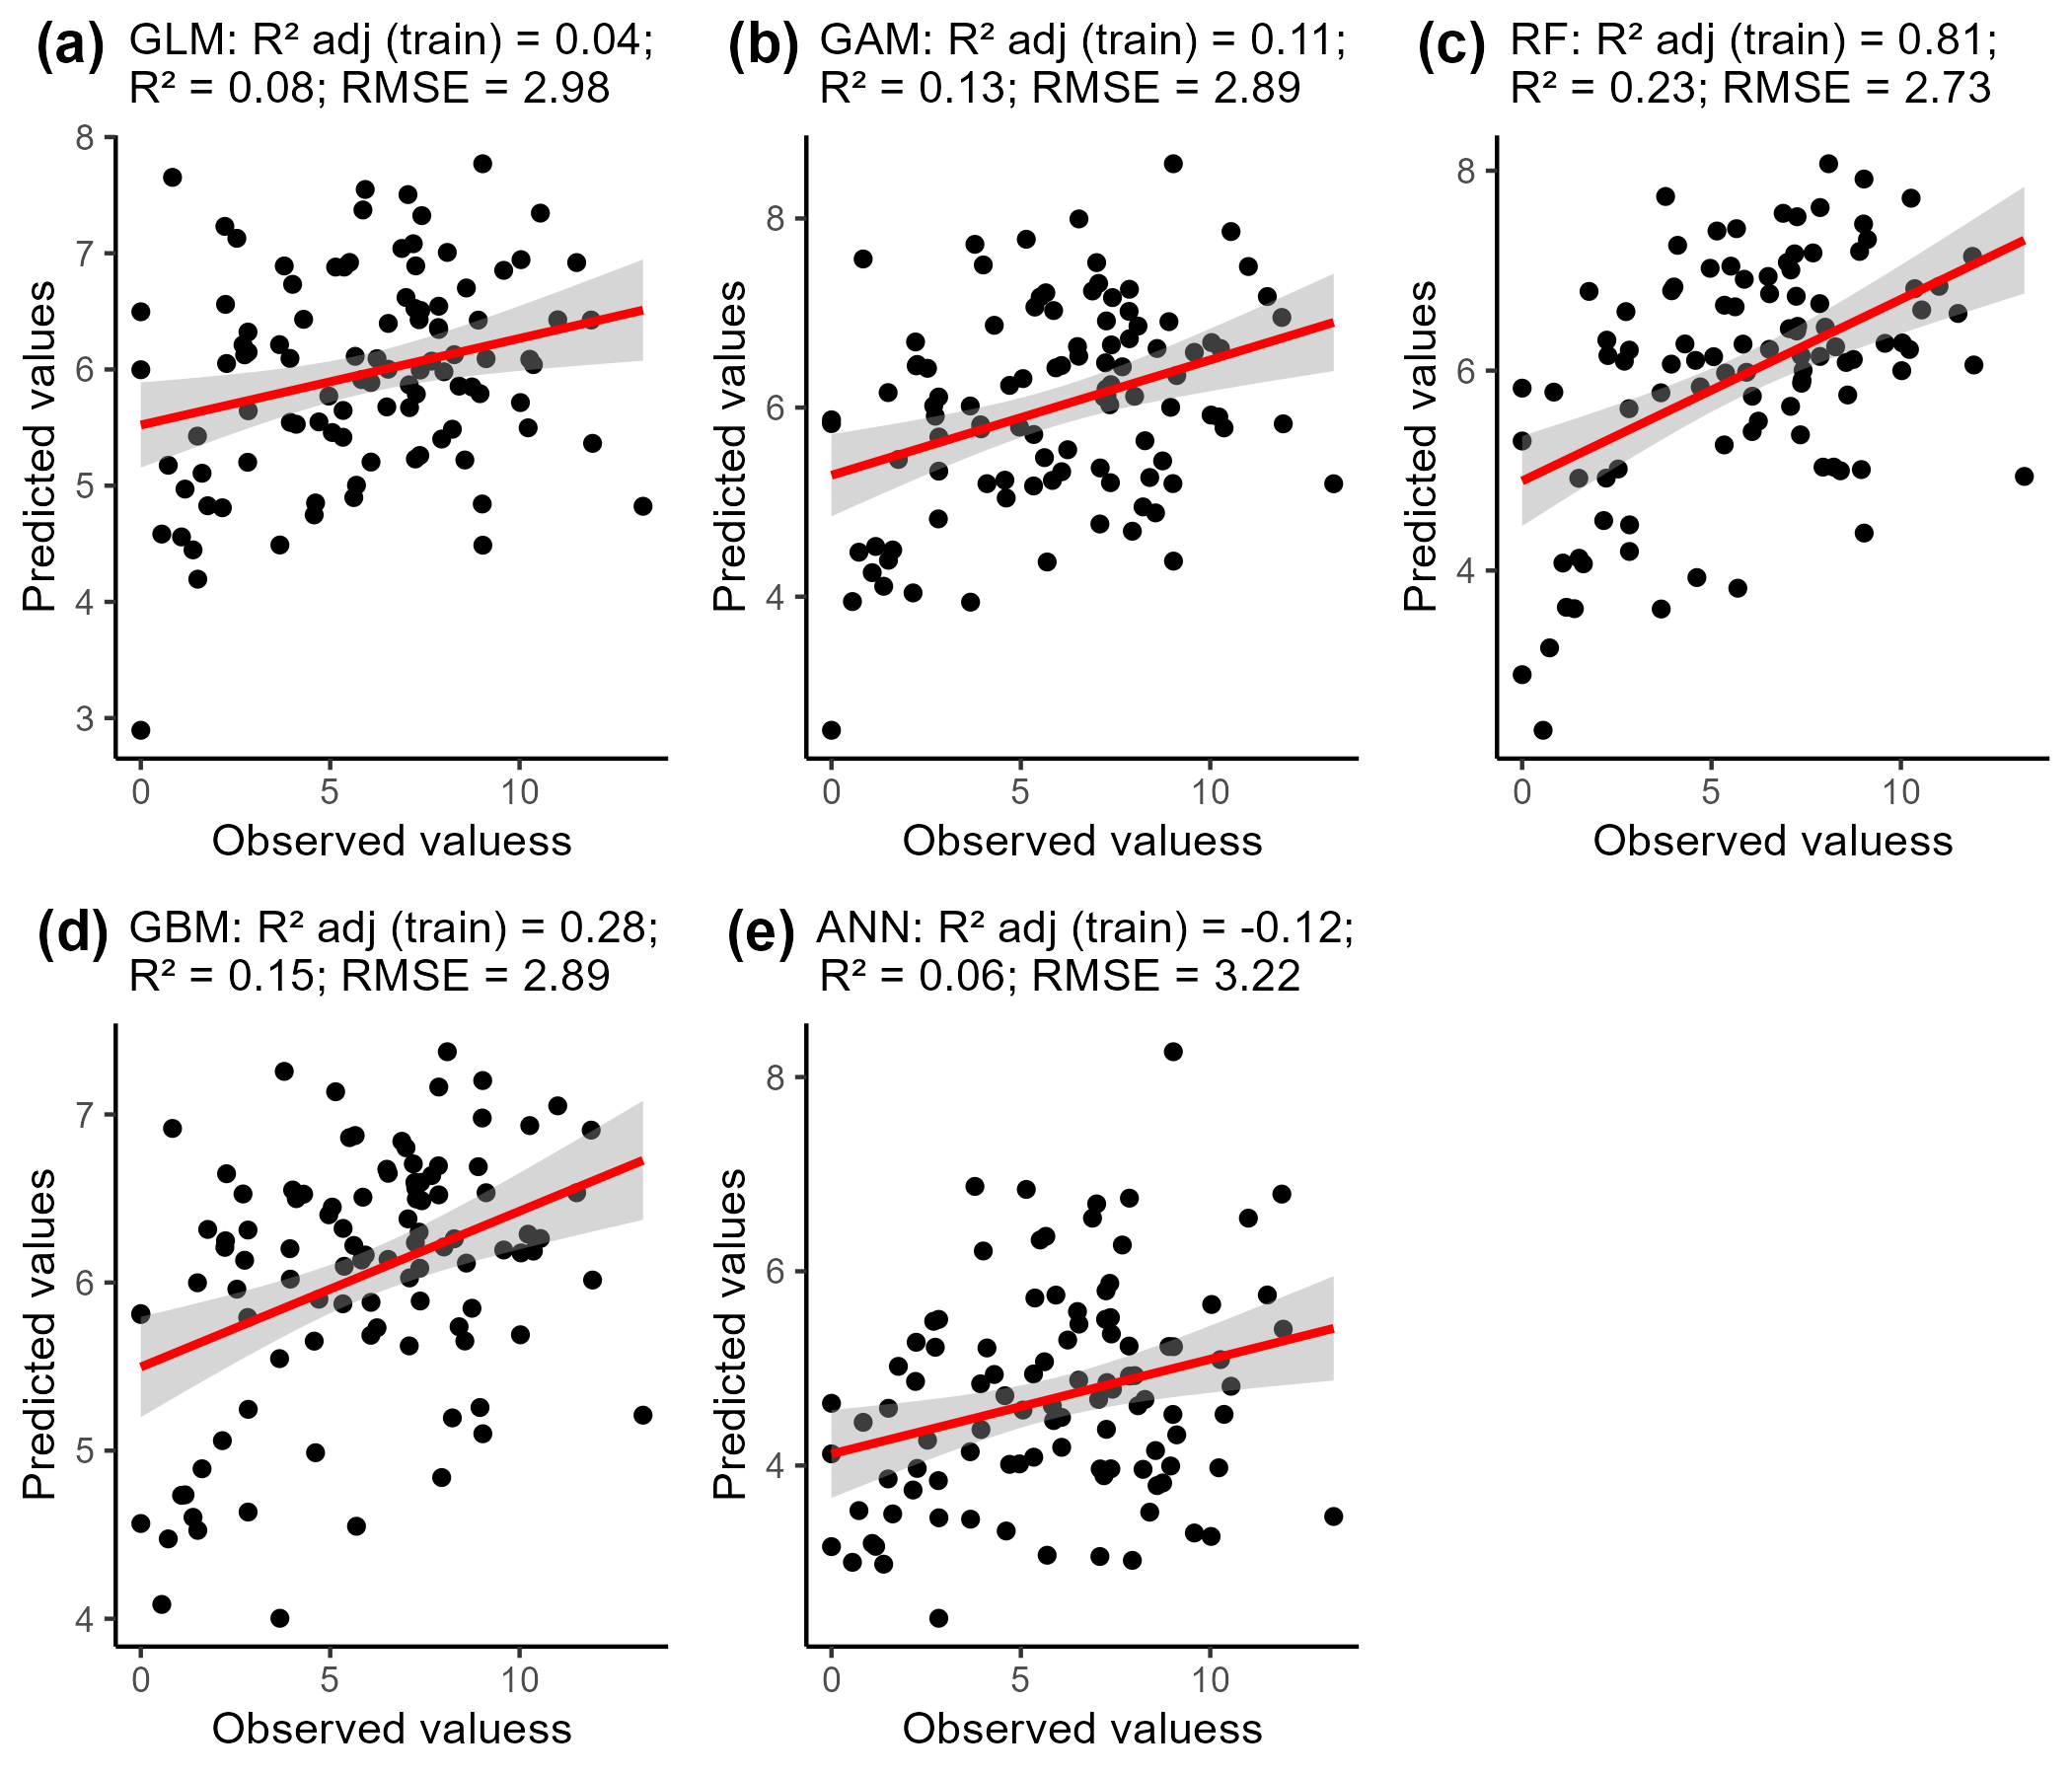 (a) GLM: R² adj (train) = 0.04;
R² = 0.08; RMSE = 2.98
8
7
6
5
4
3
Predicted values
0 5 10
Observed valuess
(b) GAM: R² adj (train) = 0.11;
R² = 0.13; RMSE = 2.89
8
6
4
Predicted values
0 5 10
Observed valuess
(c) RF: R² adj (train) = 0.81;
R² = 0.23; RMSE = 2.73
8
6
4
Predicted values
0 5 10
Observed valuess
(d) GBM: R² adj (train) = 0.28;
R² = 0.15; RMSE = 2.89
7
6
5
4
Predicted values
0 5 10
Observed valuess
(e) ANN: R² adj (train) = -0.12;
R² = 0.06; RMSE = 3.22
8
6
4
Predicted values
0 5 10
Observed valuess